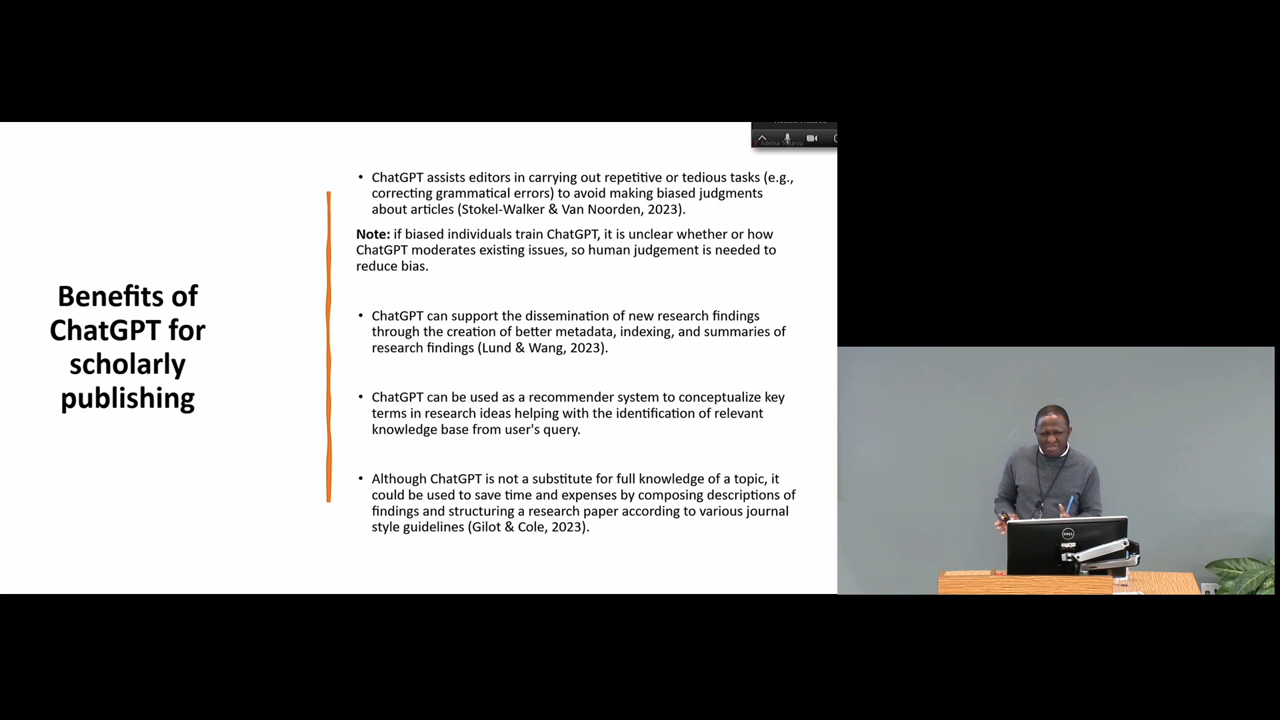 Benefits of
ChatGPT for
scholarly
publishing
• ChatGPT assists editors in carrying out repetitive or tedious tasks (e.g.,
correcting grammatical errors) to avoid making biased judgments
about articles (Stokel-Walker & Van Noorden, 2023).
Note: if biased individuals train ChatGPT, it is unclear whether or how
ChatGPT moderates existing issues, so human judgement is needed to
reduce bias.
• ChatGPT can support the dissemination of new research findings
through the creation of better metadata, indexing, and summaries of
research findings (Lund & Wang, 2023).
• ChatGPT can be used as a recommender system to conceptualize key
terms in research ideas helping with the identification of relevant
knowledge base from user's query.
• Although ChatGPT is not a substitute for full knowledge of a topic, it
could be used to save time and expenses by composing descriptions of
findings and structuring a research paper according to various journal
style guidelines (Gilot & Cole, 2023).
DELL